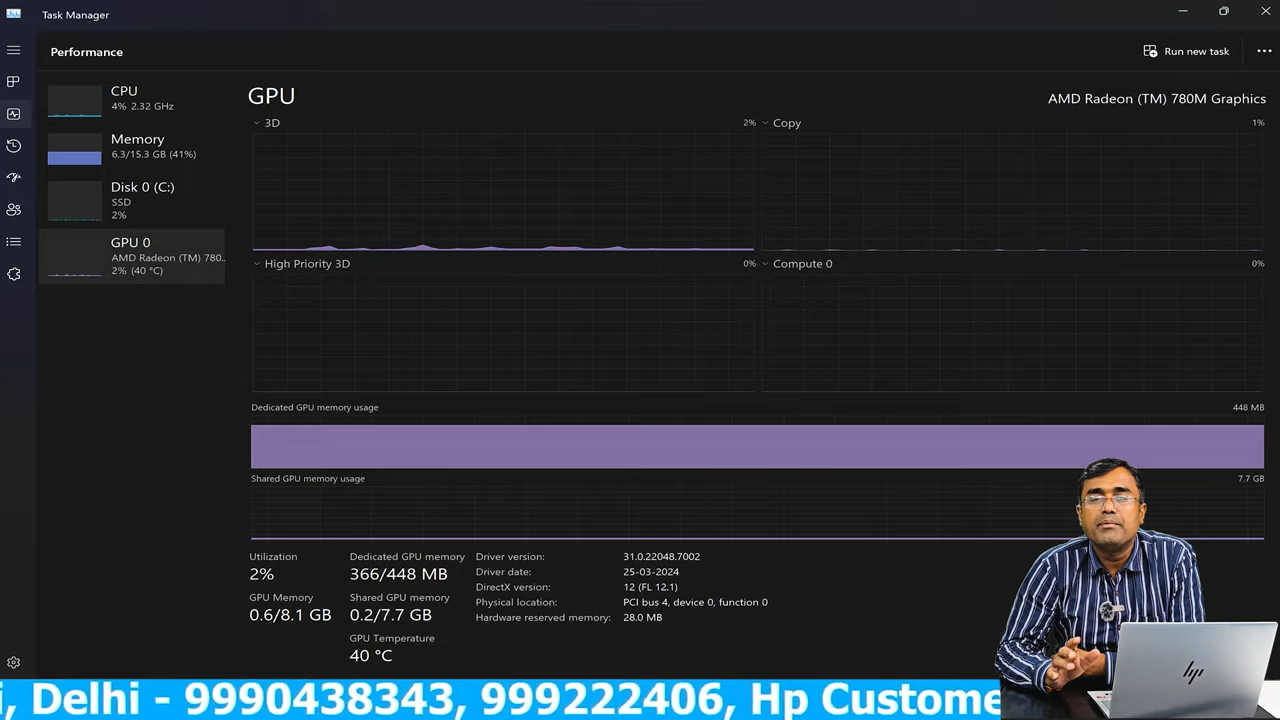 Task Manager
Performance
Run new task
CPU
4% 2.32 GHz
Memory
6.3/15.3 GB (41%)
Disk 0 (C:)
SSD
2%
GPU 0
AMD Radeon (TM) 780..
2% (40 °C)
GPU
AMD Radeon (TM) 780M Graphics
3D 2%
Copy 1%
High Priority 3D 0%
Compute 0 0%
Dedicated GPU memory usage 448 MB
Shared GPU memory usage 7.7 GB
Utilization
2%
Dedicated GPU memory
366/448 MB
GPU Memory
0.6/8.1 GB
Shared GPU memory
0.2/7.7 GB
GPU Temperature
40 °C
Driver version: 31.0.22048.7002
Driver date: 25-03-2024
DirectX version: 12 (FL 12.1)
Physical location: PCI bus 4, device 0, function 0
Hardware reserved memory: 28.0 MB
hp
i, Delhi - 9990438343, 999222406, Hp Custome